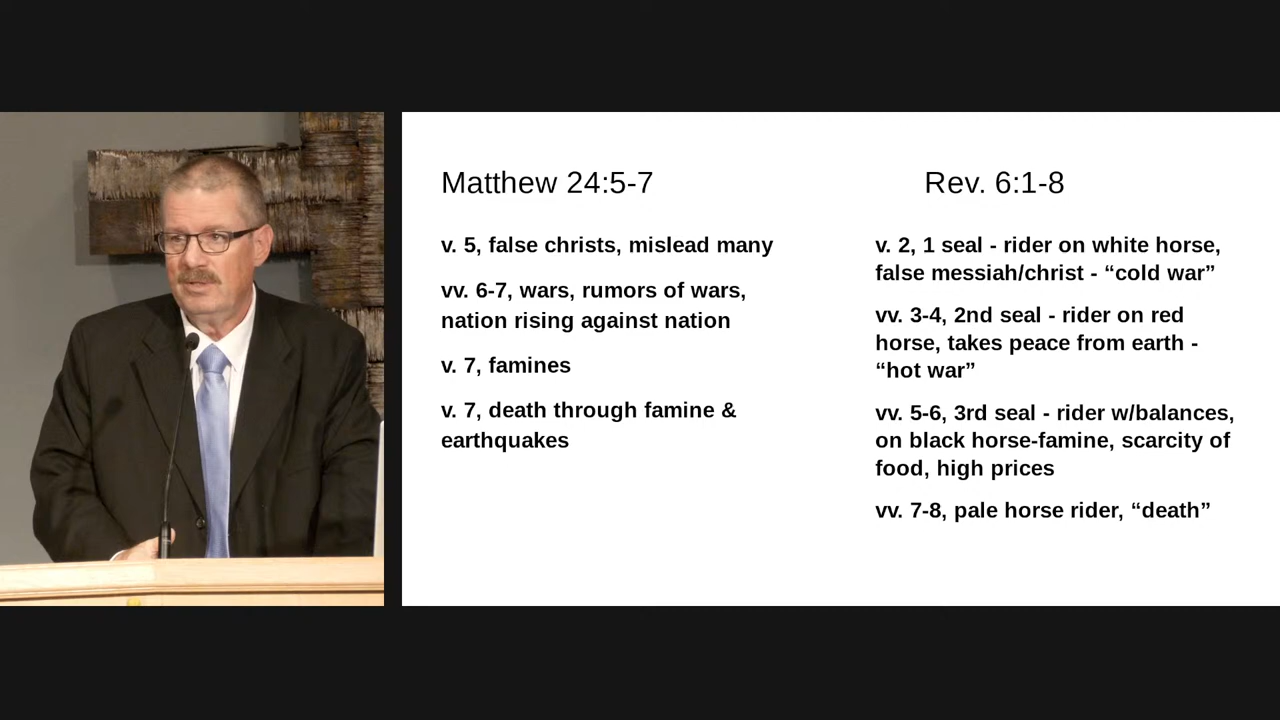 Matthew 24:5-7
v. 5, false christs, mislead many
vv. 6-7, wars, rumors of wars,
nation rising against nation
v. 7, famines
v. 7, death through famine &
earthquakes
Rev. 6:1-8
v. 2, 1 seal - rider on white horse,
false messiah/christ - “cold war”
vv. 3-4, 2nd seal - rider on red
horse, takes peace from earth -
“hot war”
vv. 5-6, 3rd seal - rider w/balances,
on black horse-famine, scarcity of
food, high prices
vv. 7-8, pale horse rider, “death”